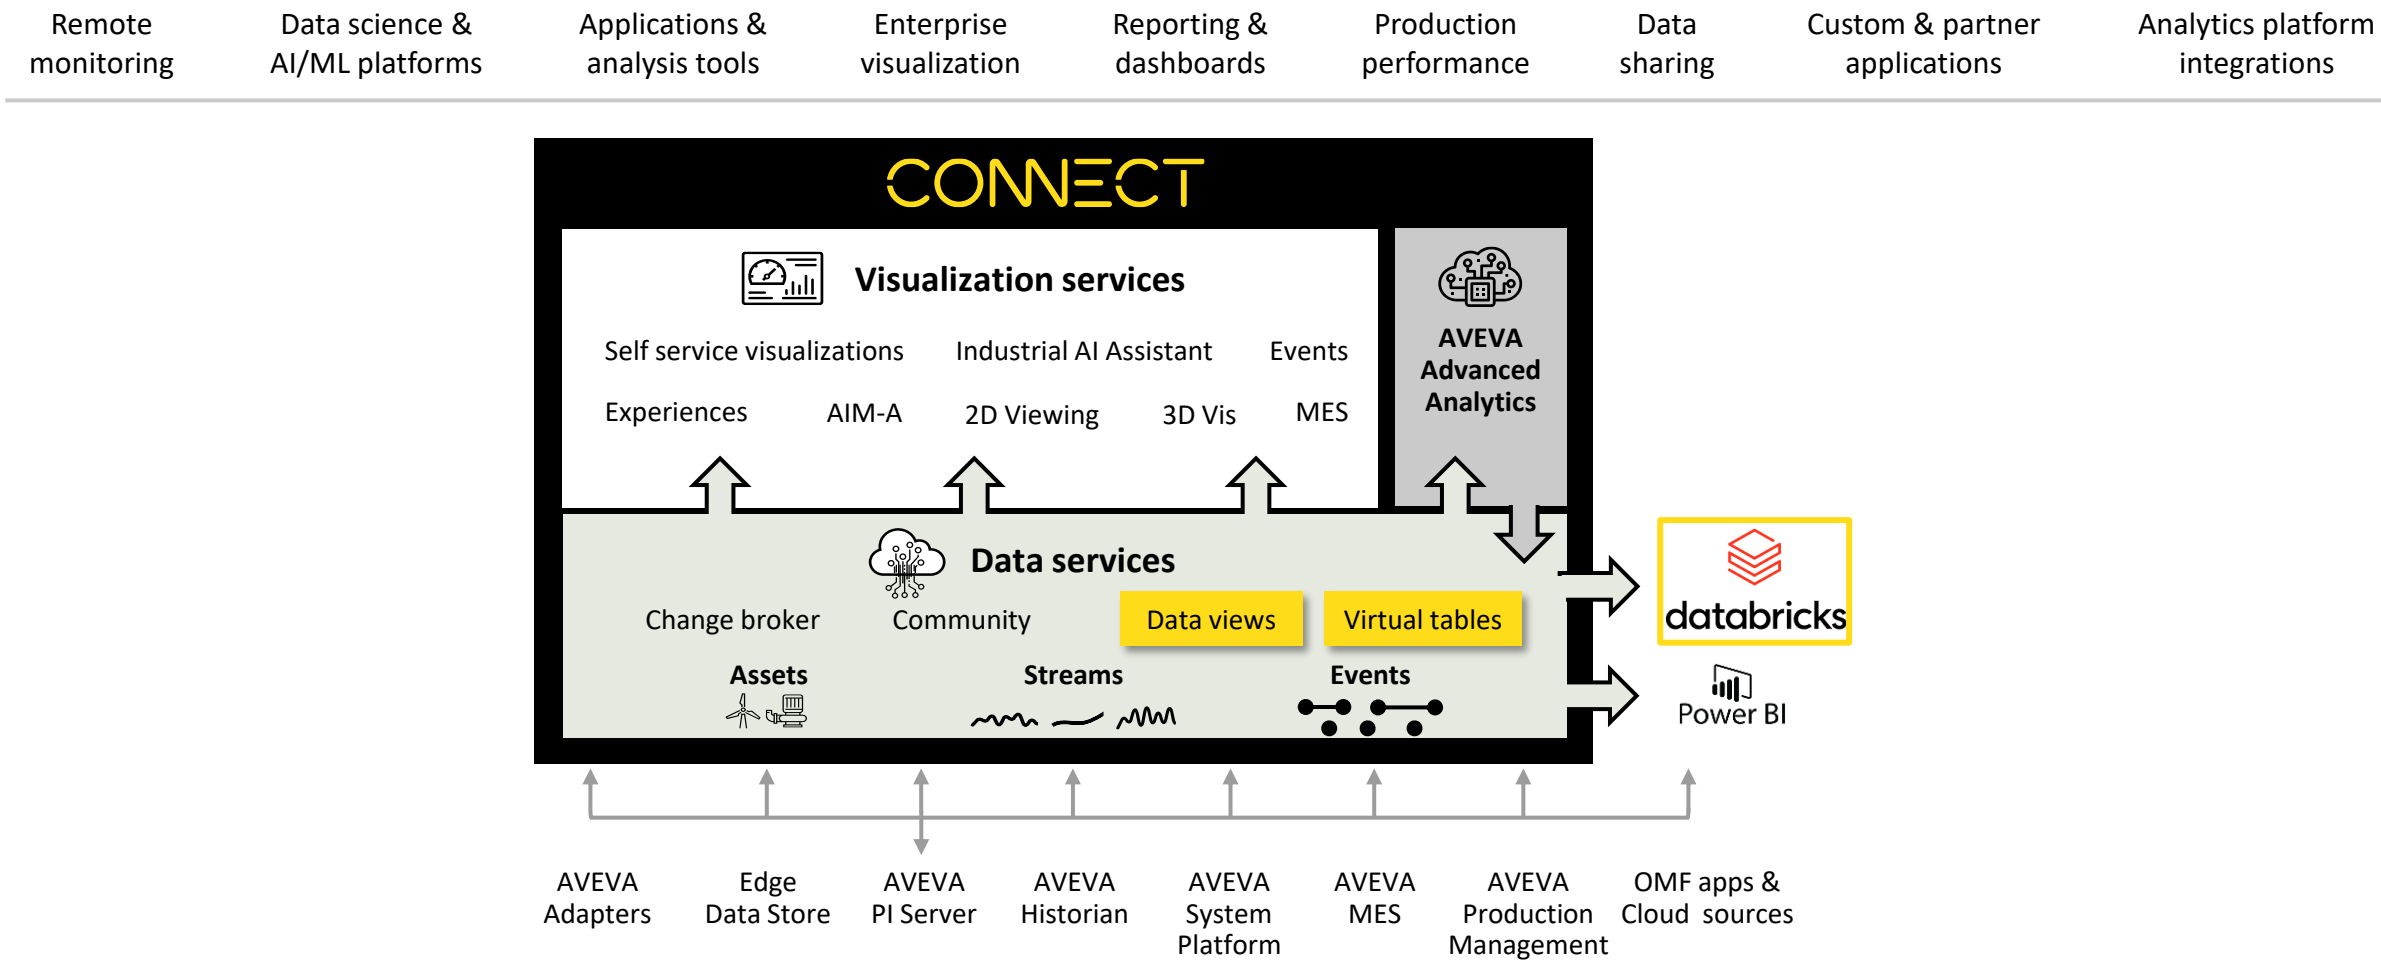 Remote
monitoring
Data science &
AI/ML platforms
Applications &
analysis tools
Enterprise
visualization
Reporting &
dashboards
Production
performance
Data
sharing
Custom & partner
applications
Analytics platform
integrations
CONNECT
Visualization services
Self service visualizations
Industrial AI Assistant
Events
Experiences
AIM-A
2D Viewing
3D Vis
MES
AVEVA
Advanced
Analytics
Data services
Change broker
Community
Data views
Virtual tables
Assets
Streams
Events
databricks
Power BI
AVEVA
Adapters
Edge
Data Store
AVEVA
PI Server
AVEVA
Historian
AVEVA
System
Platform
AVEVA
MES
AVEVA
Production
Management
OMF apps &
Cloud sources